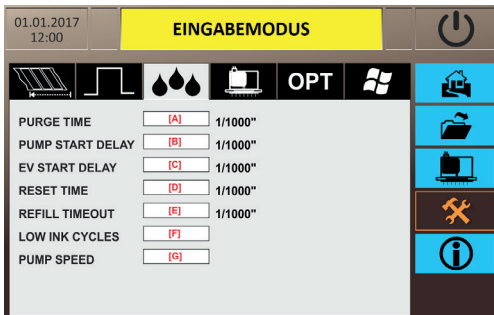 01.01.2017
12:00
EINGABEMODUS
OPT
PURGE TIME [A] 1/1000"
PUMP START DELAY [B] 1/1000"
EV START DELAY [C] 1/1000"
RESET TIME [D] 1/1000"
REFILL TIMEOUT [E] 1/1000"
LOW INK CYCLES [F]
PUMP SPEED [G]